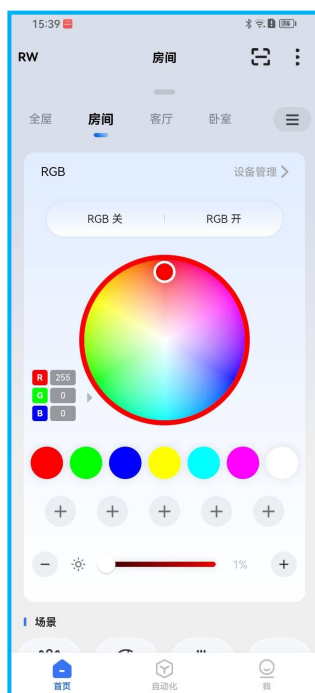 15:39
RW 房间
全屋 房间 客厅 卧室
RGB 设备管理
RGB 关 RGB 开
R 255
G 0
B 0
1%
场景
首页 自动化 我